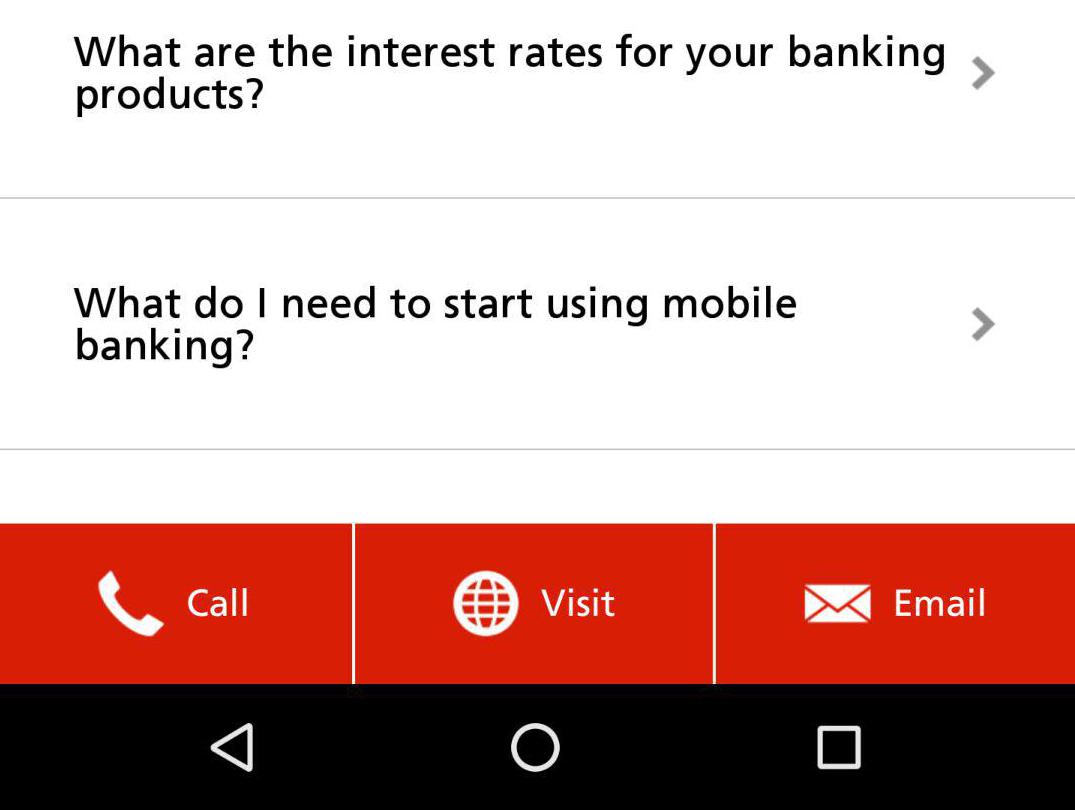 What are the interest rates for your banking
products?
What do I need to start using mobile
banking?
Call
Visit
Email